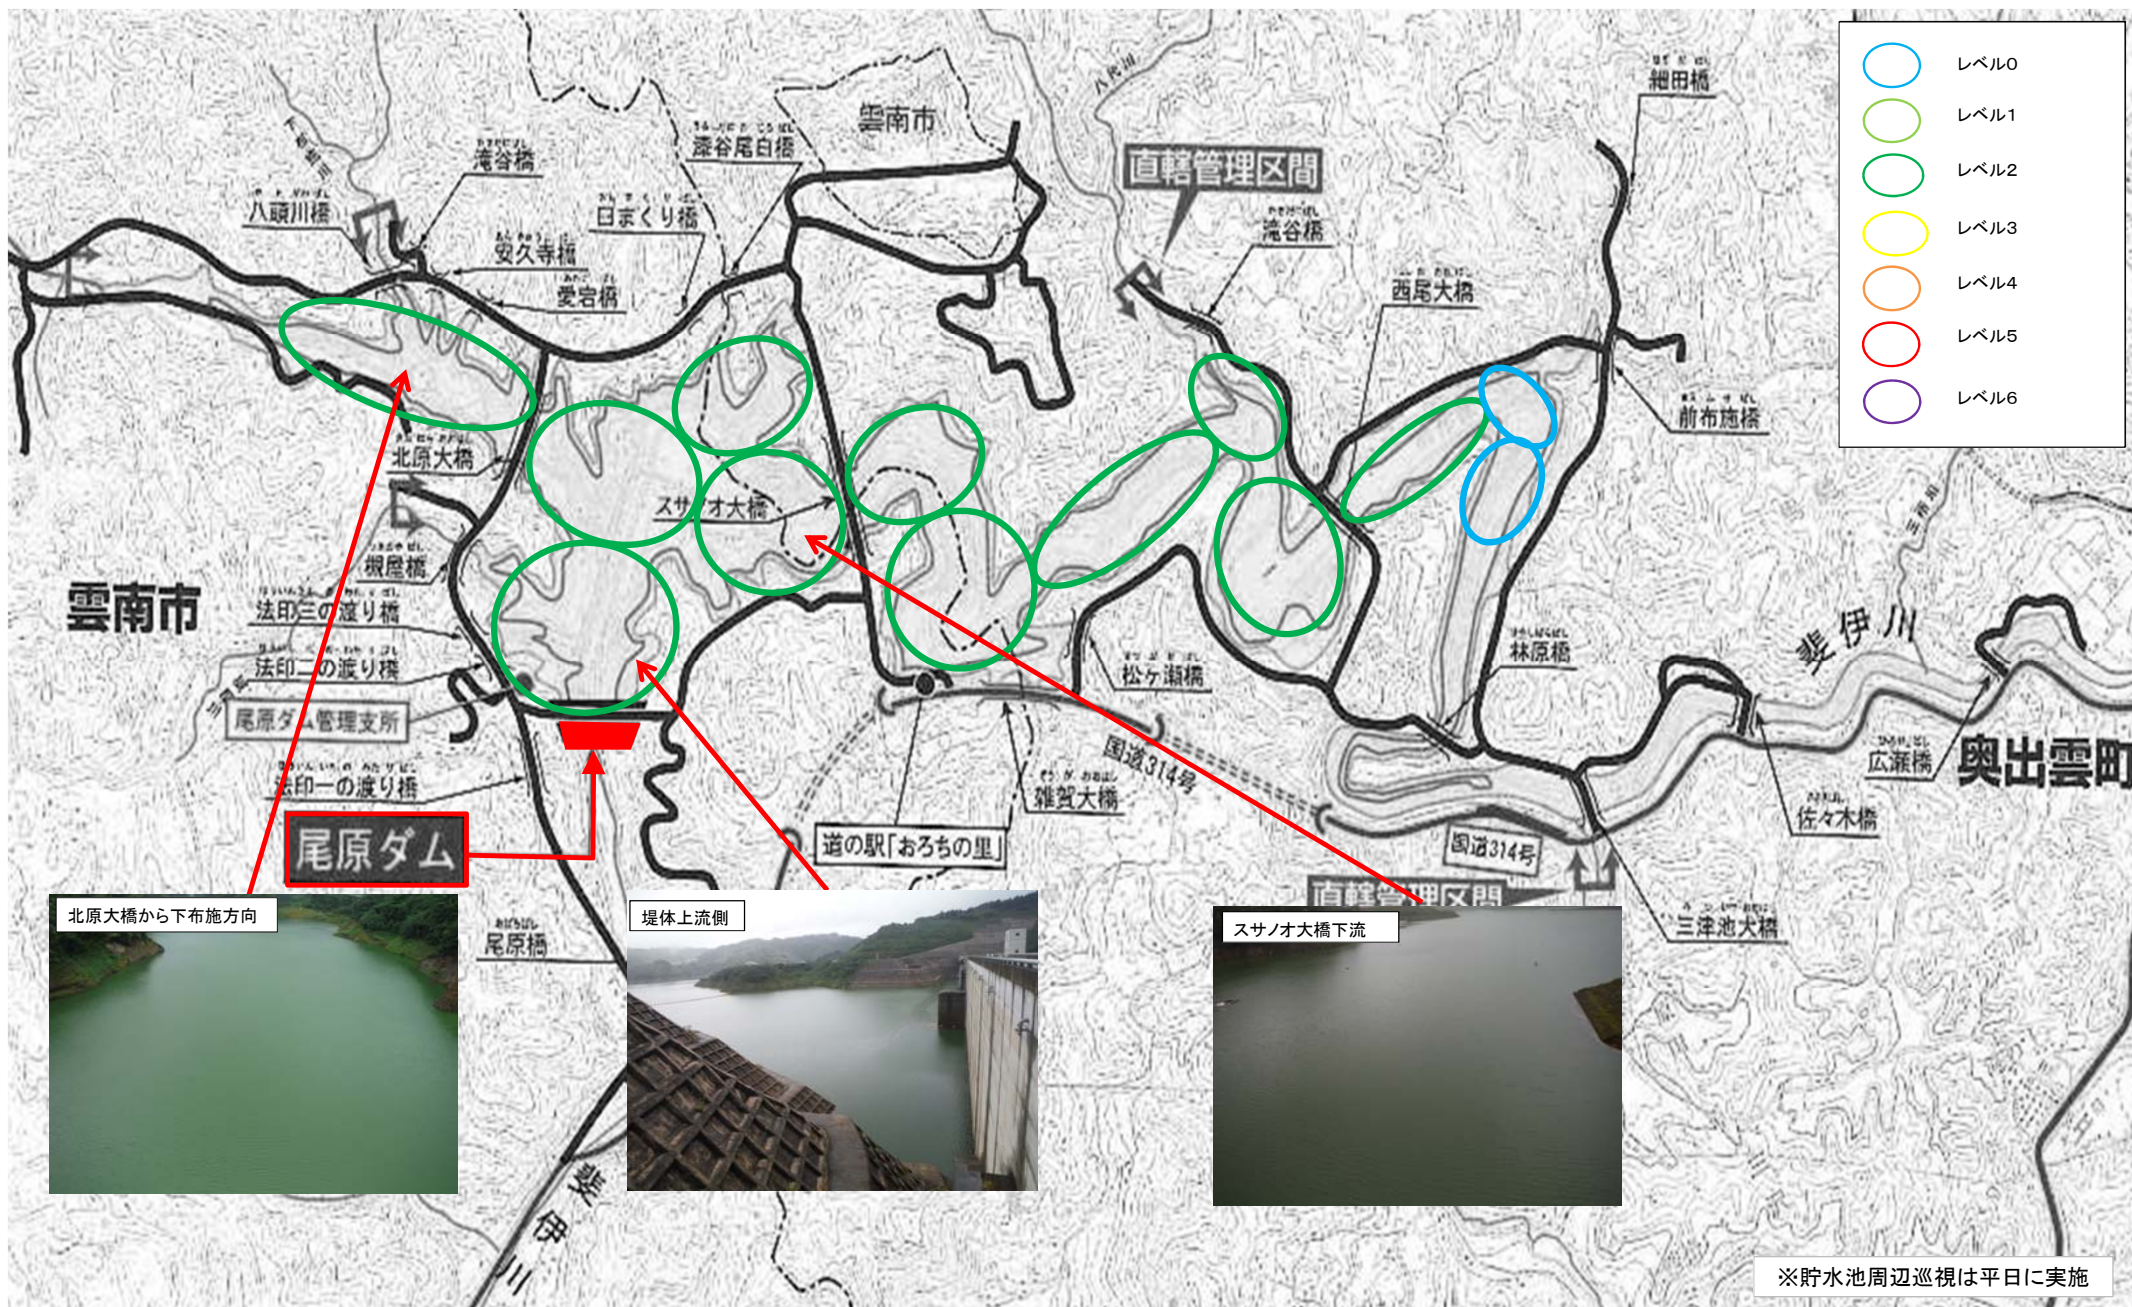 レベル0
レベル1
レベル2
レベル3
レベル4
レベル5
レベル6
細田橋
雲南市
八代川
漆谷尾白橋
滝谷橋
直轄管理区間
八頭川橋
日まくり橋
安久寺橋
滝谷橋
愛宕橋
西尾大橋
前布施橋
北原大橋
スサノオ大橋
槻屋橋
雲南市
法印三の渡り橋
法印二の渡り橋
尾原ダム管理支所
法印一の渡り橋
松ヶ瀬橋
林原橋
斐伊川
広瀬橋
奥出雲町
国道314号
雑賀大橋
佐々木橋
道の駅「おろちの里」
国道314号
尾原ダム
直轄管理区間
三津池大橋
尾原橋
北原大橋から下布施方向
堤体上流側
スサノオ大橋下流
斐伊川
※貯水池周辺巡視は平日に実施